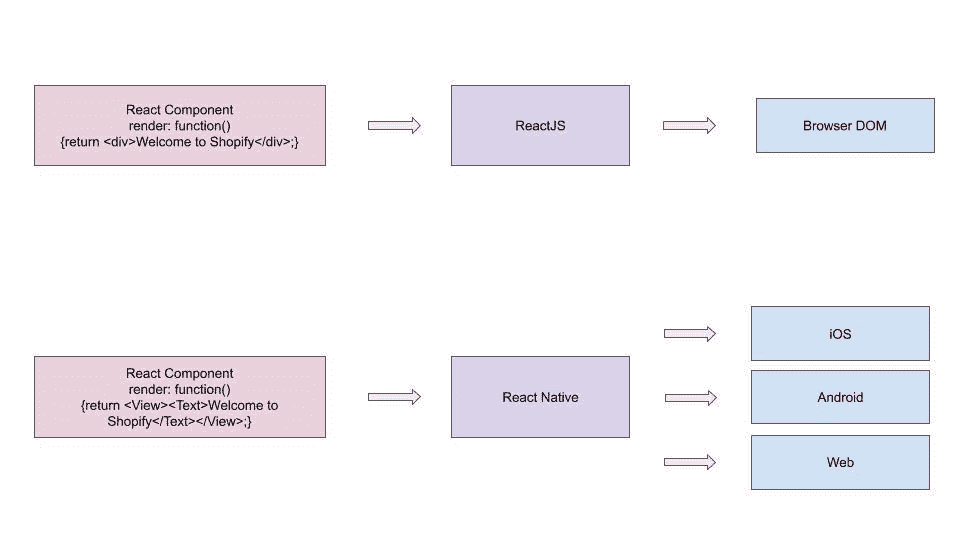 React Component
render: function()
{return <div>Welcome to Shopify</div>;}
ReactJS
Browser DOM
React Component
render: function()
{return <View><Text>Welcome to
Shopify</Text></View>;}
React Native
iOS
Android
Web